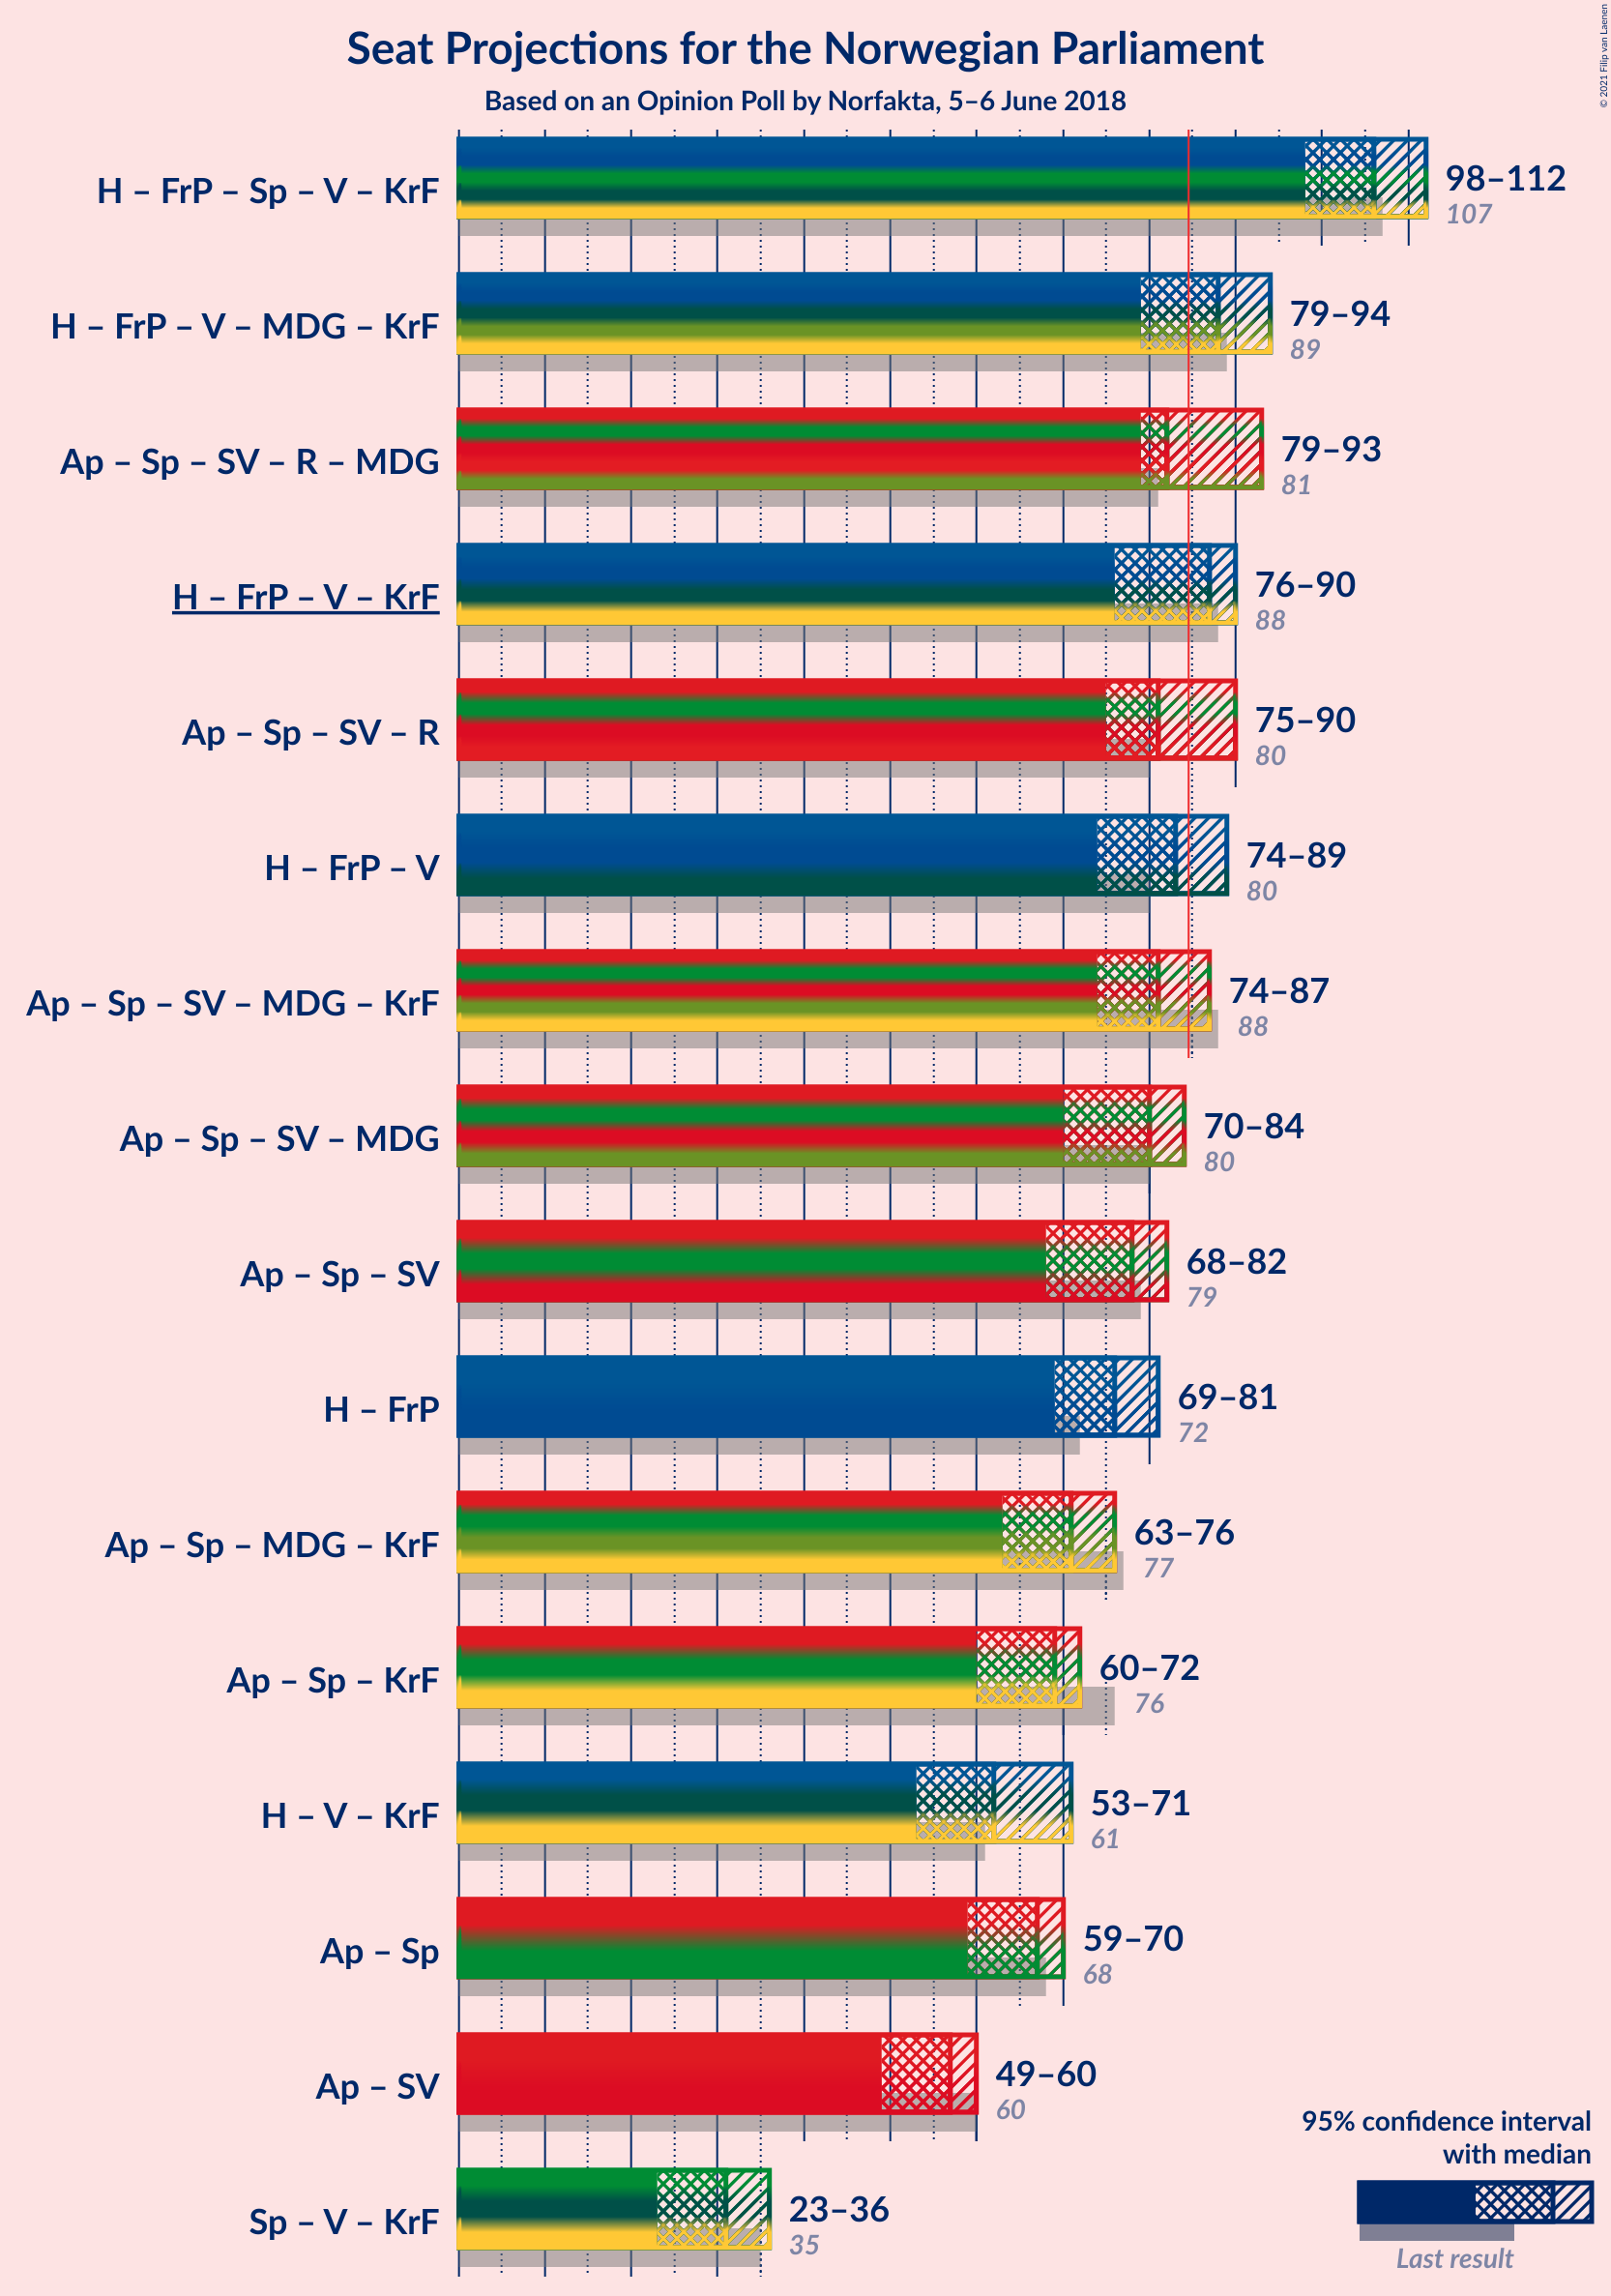 Seat Projections for the Norwegian Parliament
Based on an Opinion Poll by Norfakta, 5–6 June 2018
© 2021 Filip van Laenen
H – FrP – Sp – V – KrF
98–112
107
H – FrP – V – MDG – KrF
79–94
89
Ap – Sp – SV – R – MDG
79–93
81
H – FrP – V – KrF
76–90
88
Ap – Sp – SV – R
75–90
80
H – FrP – V
74–89
80
Ap – Sp – SV – MDG – KrF
74–87
88
Ap – Sp – SV – MDG
70–84
80
Ap – Sp – SV
68–82
79
H – FrP
69–81
72
Ap – Sp – MDG – KrF
63–76
77
Ap – Sp – KrF
60–72
76
H – V – KrF
53–71
61
Ap – Sp
59–70
68
Ap – SV
49–60
60
Sp – V – KrF
23–36
35
95% confidence interval
with median
Last result